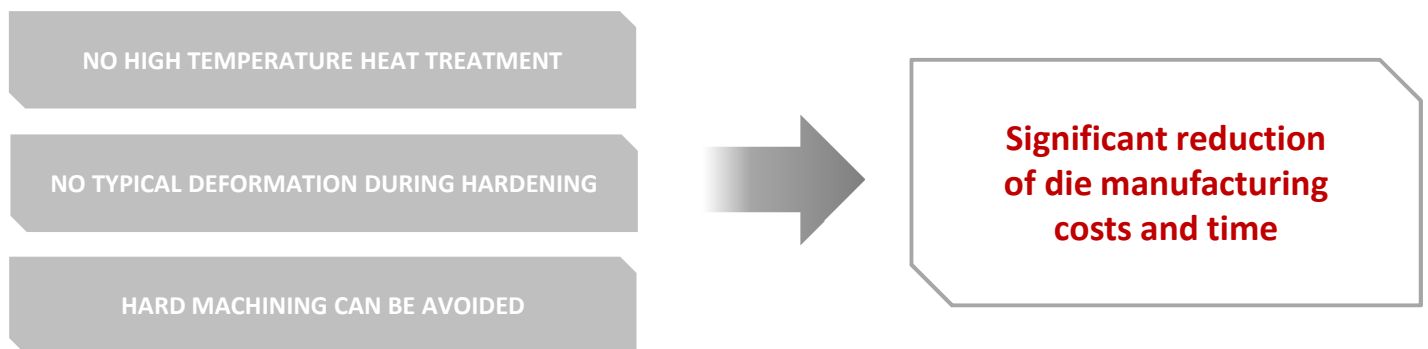 NO HIGH TEMPERATURE HEAT TREATMENT
NO TYPICAL DEFORMATION DURING HARDENING
HARD MACHINING CAN BE AVOIDED
Significant reduction
of die manufacturing
costs and time